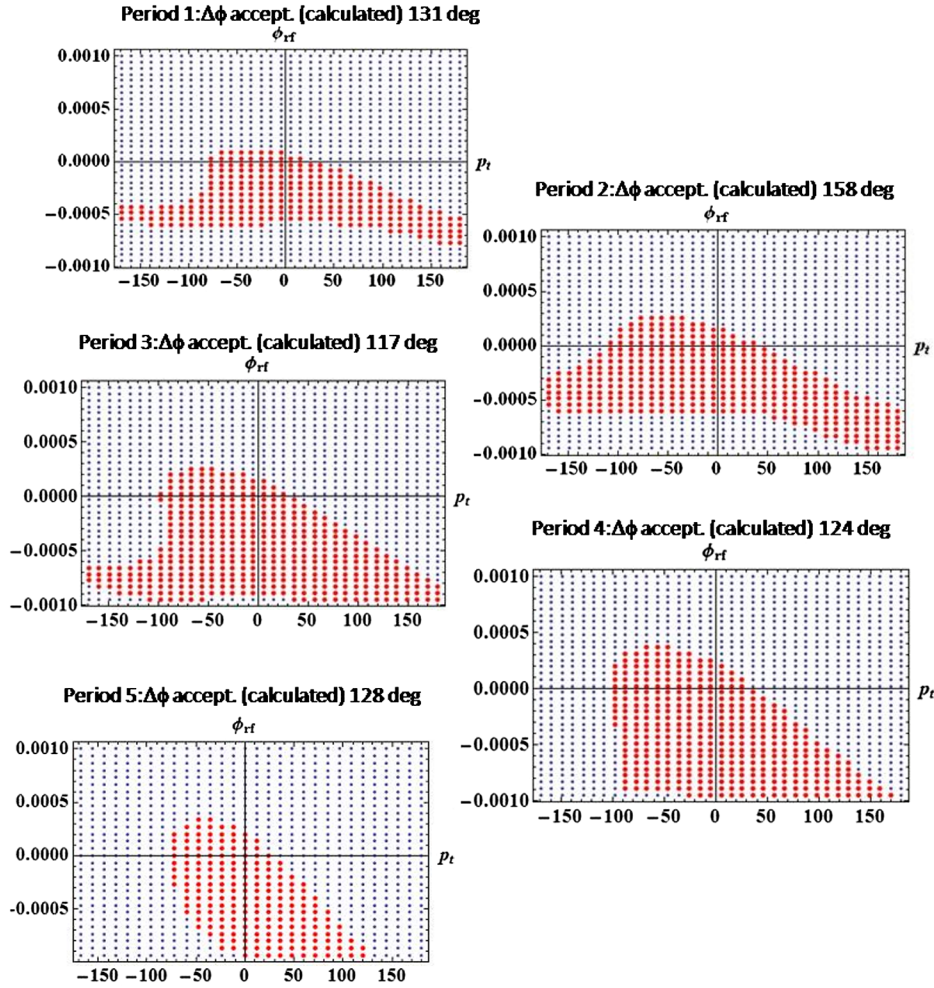 Period 1:Δϕ accept. (calculated) 131 deg
ϕrf
0.0010
0.0005
0.0000
−0.0005
−0.0010
pt
−150 −100 −50 0 50 100 150
Period 2:Δϕ accept. (calculated) 158 deg
ϕrf
0.0010
0.0005
0.0000
−0.0005
−0.0010
pt
−150 −100 −50 0 50 100 150
Period 3:Δϕ accept. (calculated) 117 deg
ϕrf
0.0010
0.0005
0.0000
−0.0005
−0.0010
pt
−150 −100 −50 0 50 100 150
Period 4:Δϕ accept. (calculated) 124 deg
ϕrf
0.0010
0.0005
0.0000
−0.0005
−0.0010
pt
−150 −100 −50 0 50 100 150
Period 5:Δϕ accept. (calculated) 128 deg
ϕrf
0.0010
0.0005
0.0000
-0.0005
pt
−150 −100 −50 0 50 100 150